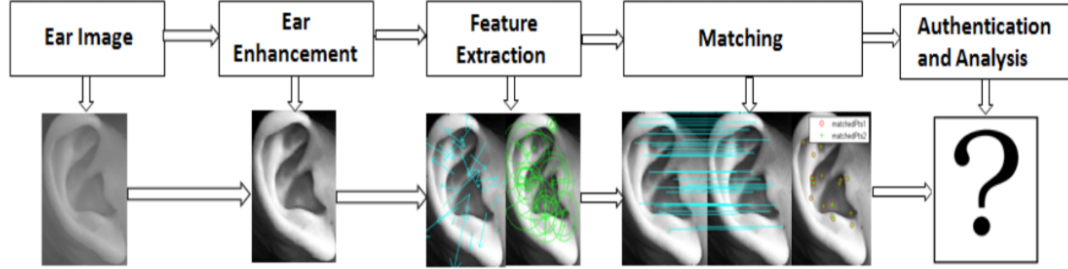 Ear Image
Ear
Enhancement
Feature
Extraction
Matching
Authentication
and Analysis
matchedPts1
matchedPts2
?